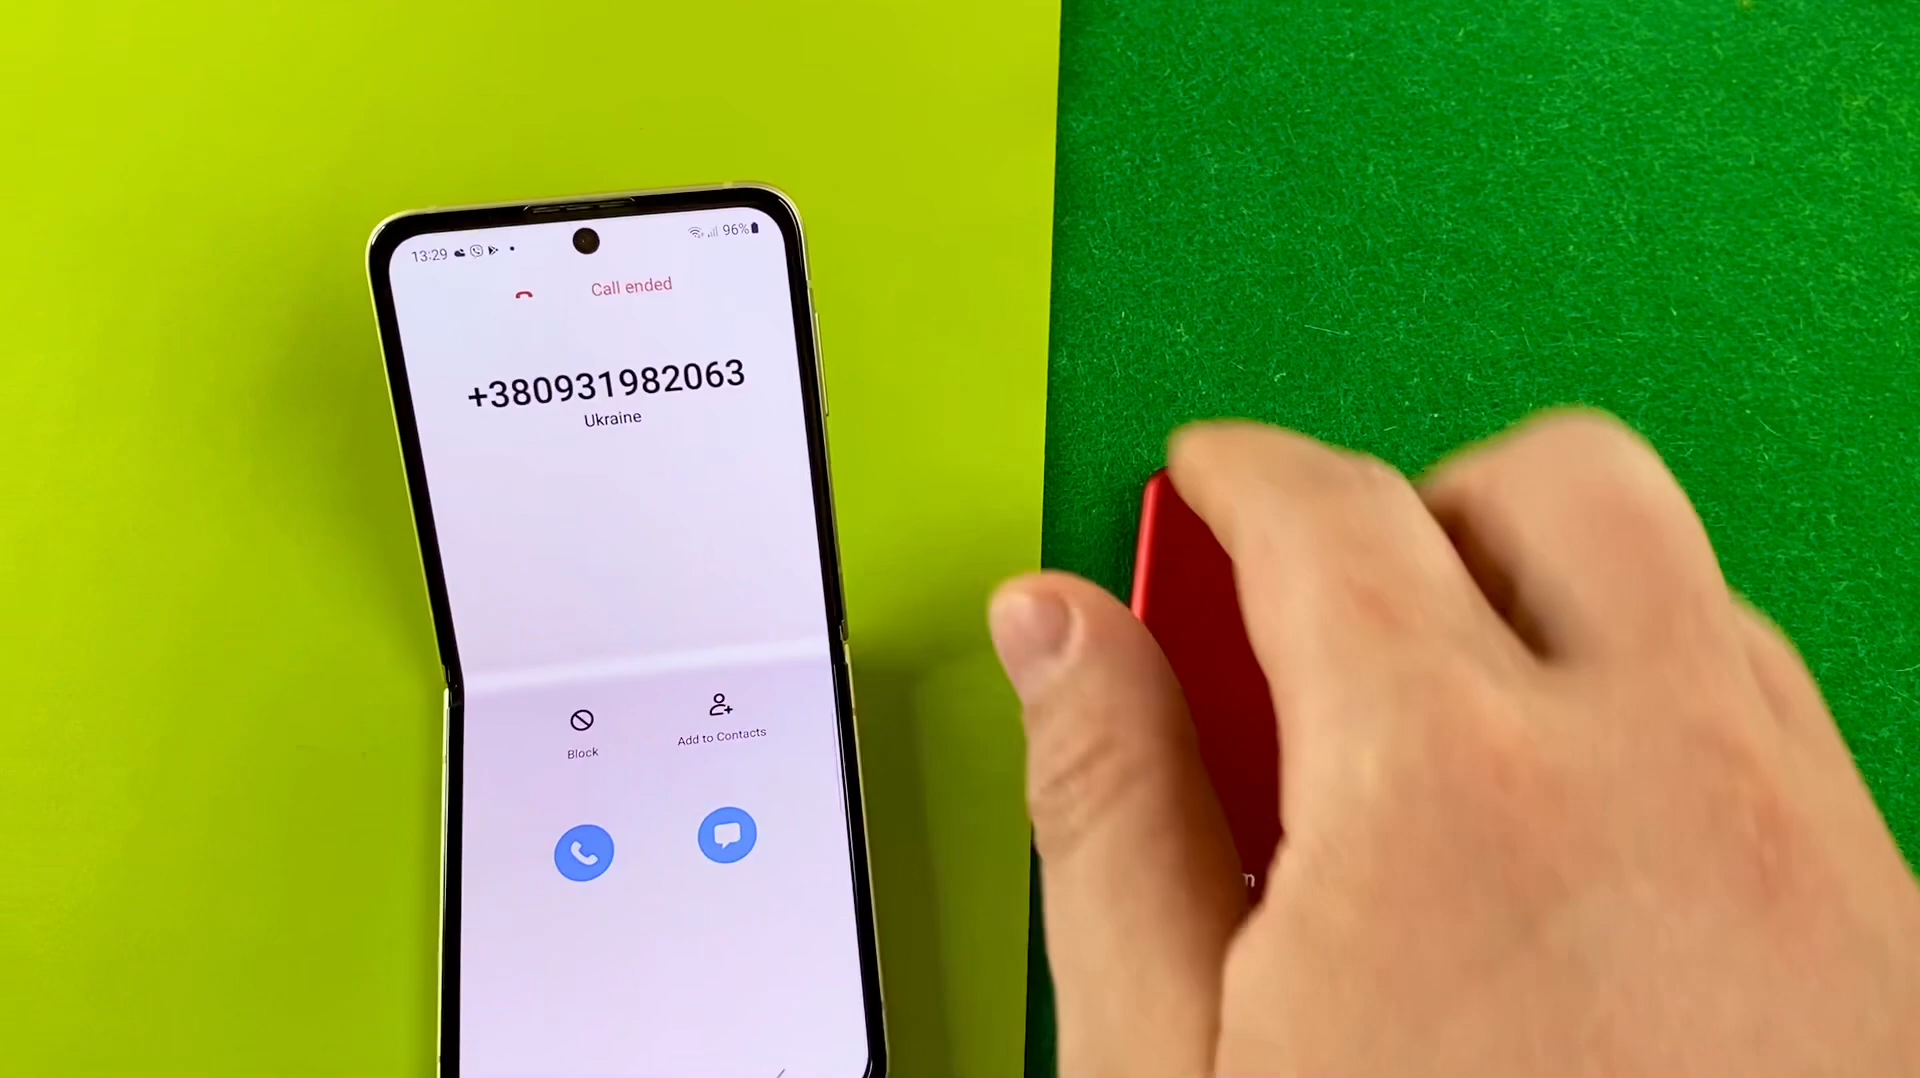 13:29 96%
Call ended
+380931982063
Ukraine
Block
Add to Contacts